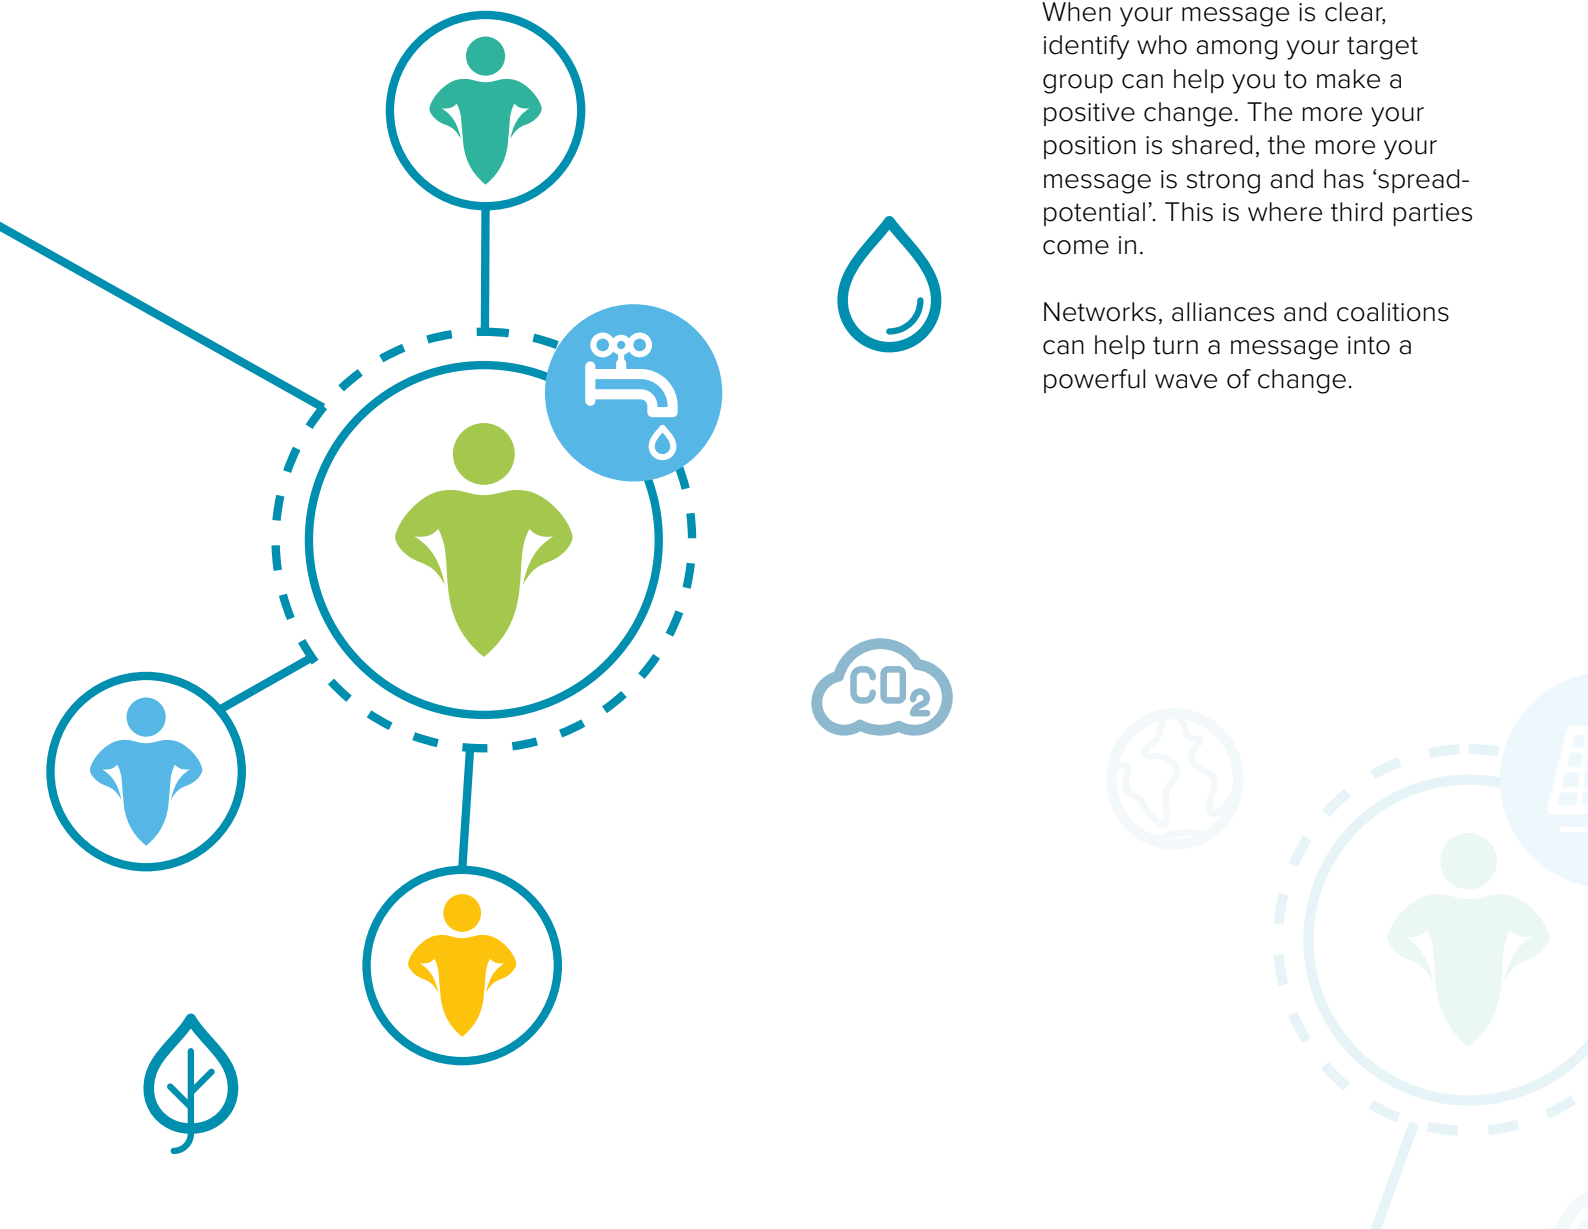 When your message is clear,
identify who among your target
group can help you to make a
positive change. The more your
position is shared, the more your
message is strong and has ‘spread-
potential’. This is where third parties
come in.
Networks, alliances and coalitions
can help turn a message into a
powerful wave of change.
CO₂